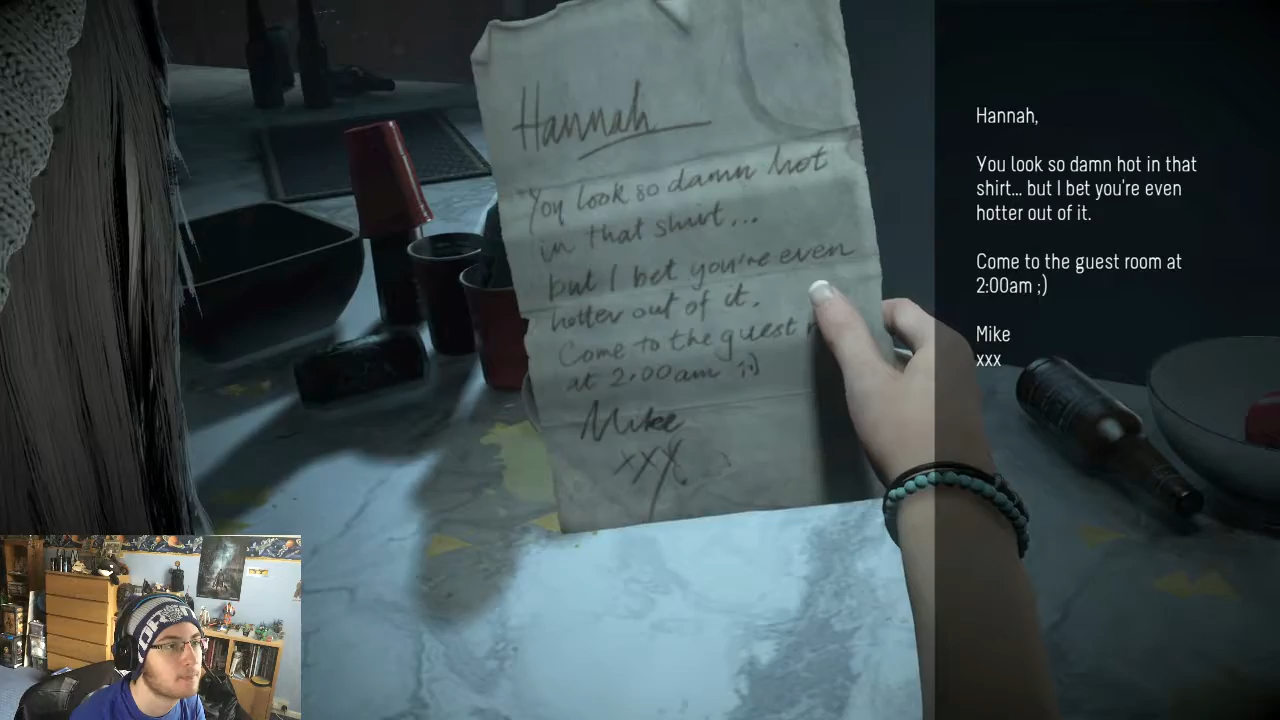 Hannah
You look so damn hot
in that shirt...
but I bet you're even
hotter out of it.
Come to the guest
at 2:00am ;)
Mike
xxx
Hannah,
You look so damn hot in that
shirt... but I bet you're even
hotter out of it.
Come to the guest room at
2:00am ;)
Mike
xxx